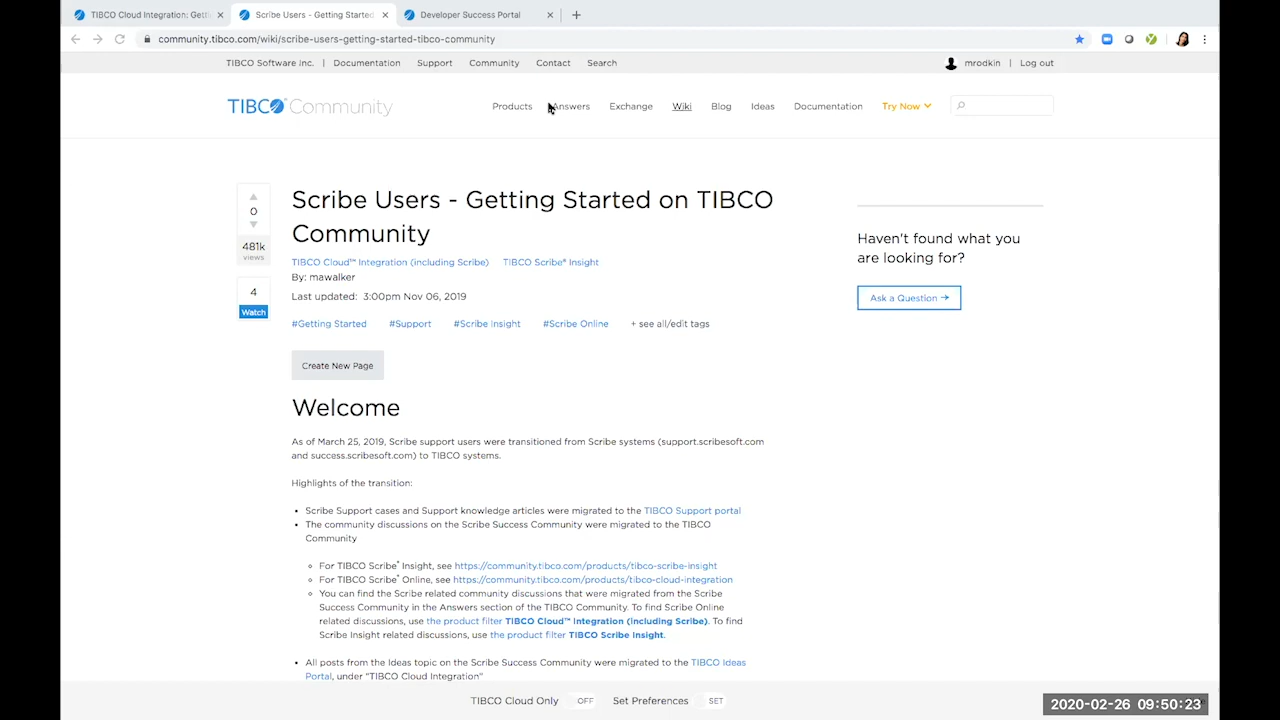 TIBCO Cloud Integration: Gett
Scribe Users - Getting Started
Developer Success Portal
community.tibco.com/wiki/scribe-users-getting-started-tibco-community
TIBCO Software Inc. | Documentation Support Community Contact Search mrodkin | Log out
TIBCO Community Products Answers Exchange Wiki Blog Ideas Documentation Try Now
Scribe Users - Getting Started on TIBCO
Community
0
481k
views
4
Watch
TIBCO Cloud™ Integration (including Scribe) TIBCO Scribe® Insight
By: mawalker
Last updated: 3:00pm Nov 06, 2019
#Getting Started #Support #Scribe Insight #Scribe Online + see all/edit tags
Create New Page
Haven't found what you
are looking for?
Ask a Question →
Welcome
As of March 25, 2019, Scribe support users were transitioned from Scribe systems (support.scribesoft.com
and success.scribesoft.com) to TIBCO systems.
Highlights of the transition:
• Scribe Support cases and Support knowledge articles were migrated to the TIBCO Support portal
• The community discussions on the Scribe Success Community were migrated to the TIBCO
Community
○ For TIBCO Scribe® Insight, see https://community.tibco.com/products/tibco-scribe-insight
○ For TIBCO Scribe® Online, see https://community.tibco.com/products/tibco-cloud-integration
○ You can find the Scribe related community discussions that were migrated from the Scribe
Success Community in the Answers section of the TIBCO Community. To find Scribe Online
related discussions, use the product filter TIBCO Cloud™ Integration (including Scribe). To find
Scribe Insight related discussions, use the product filter TIBCO Scribe Insight.
• All posts from the Ideas topic on the Scribe Success Community were migrated to the TIBCO Ideas
Portal, under "TIBCO Cloud Integration"
TIBCO Cloud Only OFF Set Preferences SET
2020-02-26 09:50:23